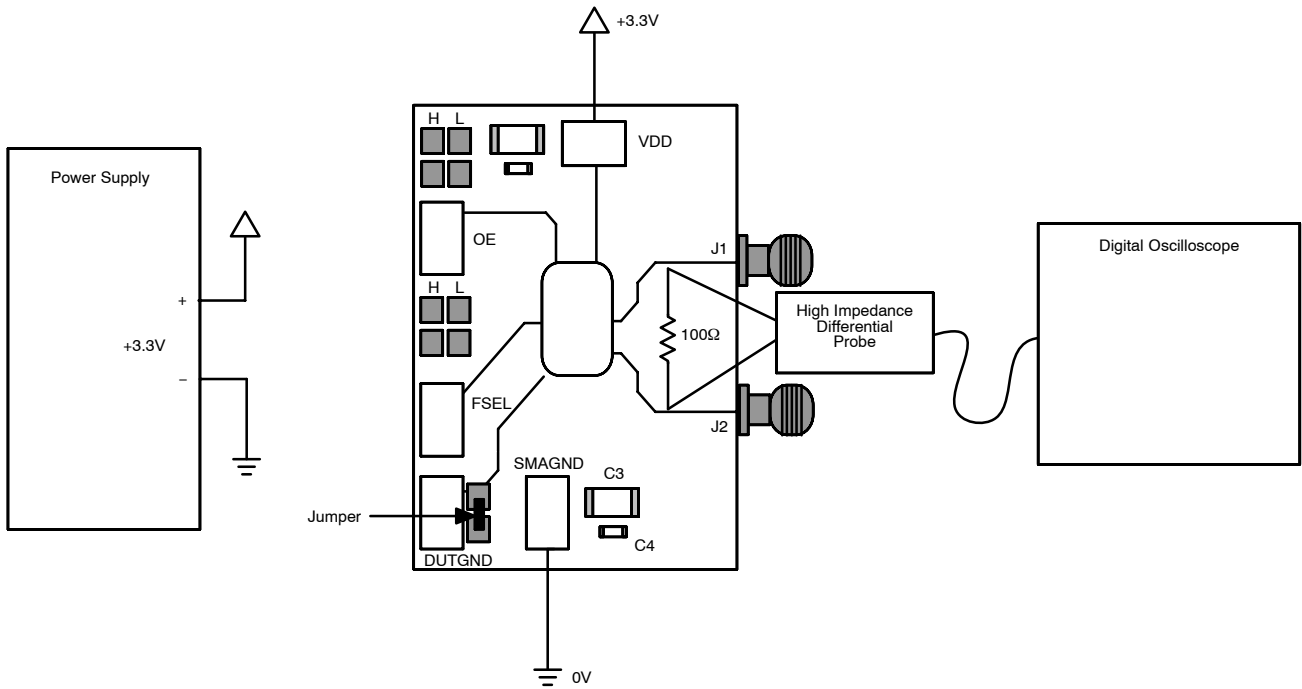 +3.3V
H L
VDD
Power Supply
OE
J1
Digital Oscilloscope
H L
+
High Impedance
Differential
Probe
100Ω
+3.3V
–
FSEL
J2
SMAGND
C3
Jumper
C4
DUTGND
0V